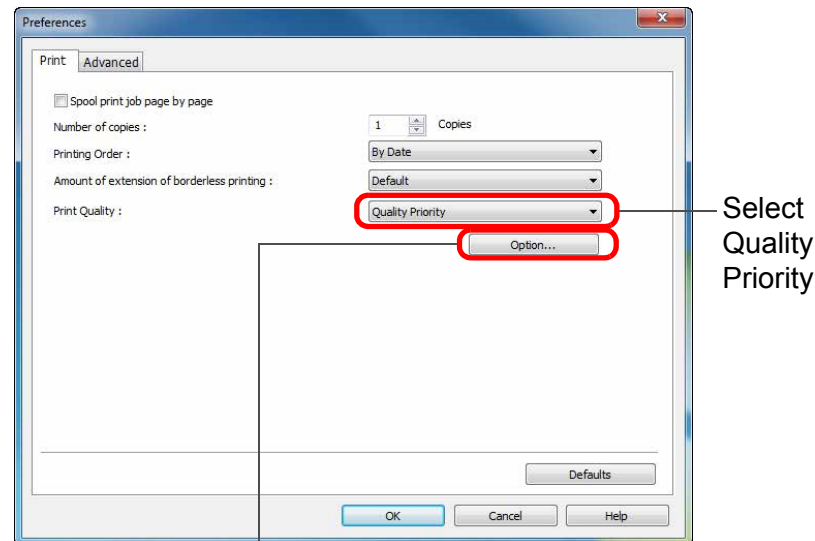 Preferences
Print Advanced
Spool print job page by page
Number of copies : 1 Copies
Printing Order : By Date
Amount of extension of borderless printing : Default
Print Quality : Quality Priority
Option...
Select
Quality
Priority
Defaults
OK Cancel Help